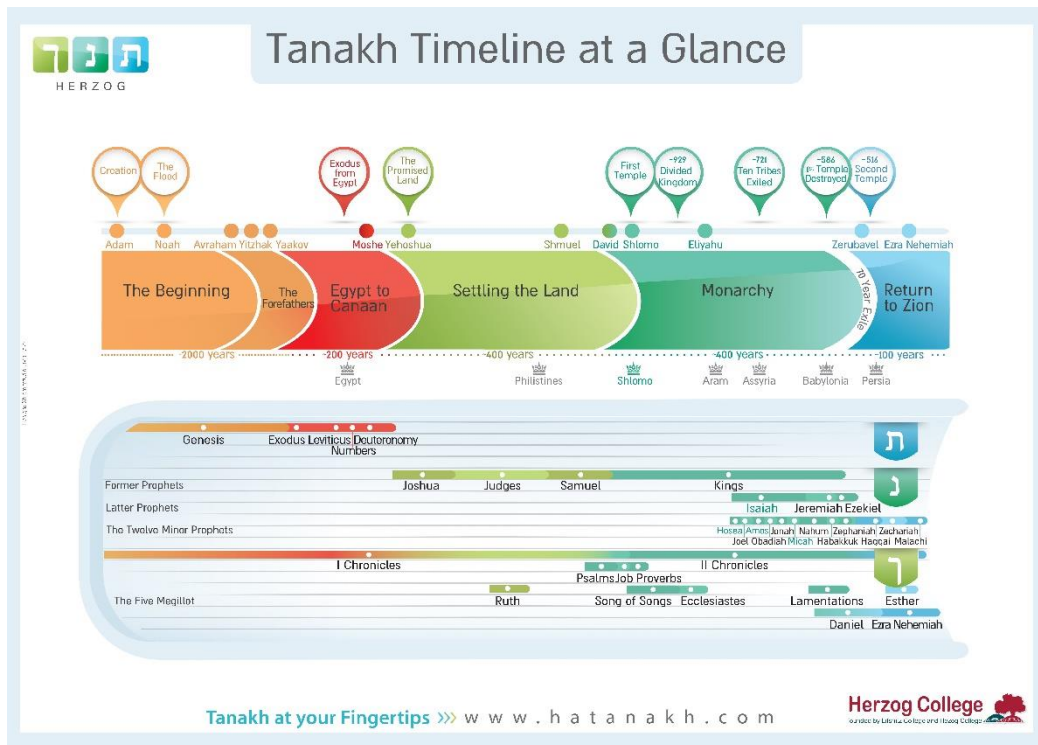 תנך
HERZOG
Tanakh Timeline at a Glance
Creation
The Flood
Exodus from Egypt
The Promised Land
First Temple
~929 Divided Kingdom
~721 Ten Tribes Exiled
~586 1st Temple Destroyed
~516 Second Temple
Adam Noah Avraham Yitzhak Yaakov Moshe Yehoshua Shmuel David Shlomo Eliyahu Zerubavel Ezra Nehemiah
The Beginning
The Forefathers
Egypt to Canaan
Settling the Land
Monarchy
70 Year Exile
Return to Zion
~2000 years ~200 years ~400 years ~400 years ~100 years
Egypt Philistines Shlomo Aram Assyria Babylonia Persia
ת
Genesis Exodus Leviticus Numbers Deuteronomy
נ
Former Prophets Joshua Judges Samuel Kings
Latter Prophets Isaiah Jeremiah Ezekiel
The Twelve Minor Prophets Hosea Amos Jonah Nahum Zephaniah Zechariah
Joel Obadiah Micah Habakkuk Haggai Malachi
ך
I Chronicles II Chronicles
Psalms Job Proverbs
The Five Megillot Ruth Song of Songs Ecclesiastes Lamentations Esther
Daniel Ezra Nehemiah
Tanakh at your Fingertips >>> www.hatanakh.com
Herzog College
founded by Lifshitz College and Herzog College